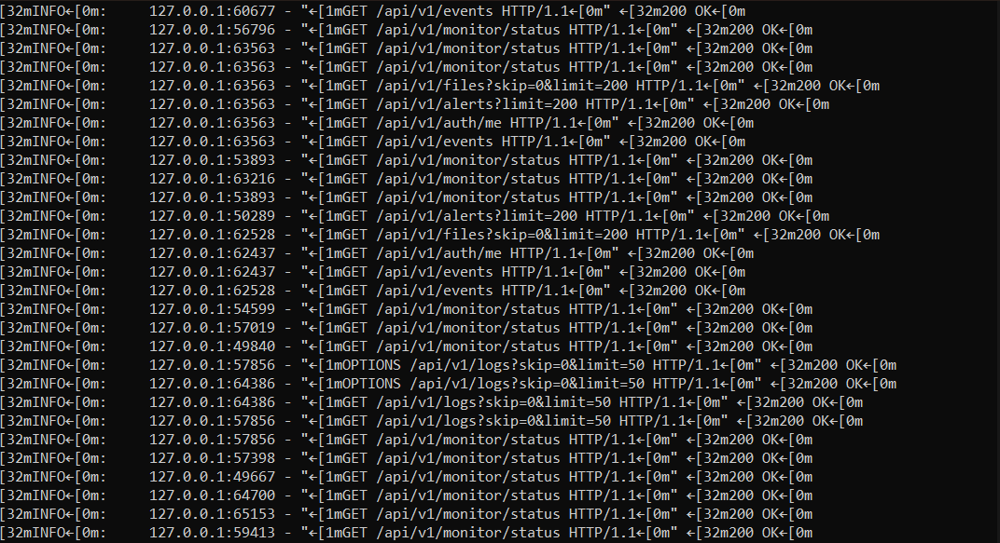 [32mINFO←[0m:     127.0.0.1:60677 - "←[1mGET /api/v1/events HTTP/1.1←[0m" ←[32m200 OK←[0m
[32mINFO←[0m:     127.0.0.1:56796 - "←[1mGET /api/v1/monitor/status HTTP/1.1←[0m" ←[32m200 OK←[0m
[32mINFO←[0m:     127.0.0.1:63563 - "←[1mGET /api/v1/monitor/status HTTP/1.1←[0m" ←[32m200 OK←[0m
[32mINFO←[0m:     127.0.0.1:63563 - "←[1mGET /api/v1/monitor/status HTTP/1.1←[0m" ←[32m200 OK←[0m
[32mINFO←[0m:     127.0.0.1:63563 - "←[1mGET /api/v1/files?skip=0&limit=200 HTTP/1.1←[0m" ←[32m200 OK←[0m
[32mINFO←[0m:     127.0.0.1:63563 - "←[1mGET /api/v1/alerts?limit=200 HTTP/1.1←[0m" ←[32m200 OK←[0m
[32mINFO←[0m:     127.0.0.1:63563 - "←[1mGET /api/v1/auth/me HTTP/1.1←[0m" ←[32m200 OK←[0m
[32mINFO←[0m:     127.0.0.1:63563 - "←[1mGET /api/v1/events HTTP/1.1←[0m" ←[32m200 OK←[0m
[32mINFO←[0m:     127.0.0.1:53893 - "←[1mGET /api/v1/monitor/status HTTP/1.1←[0m" ←[32m200 OK←[0m
[32mINFO←[0m:     127.0.0.1:63216 - "←[1mGET /api/v1/monitor/status HTTP/1.1←[0m" ←[32m200 OK←[0m
[32mINFO←[0m:     127.0.0.1:53893 - "←[1mGET /api/v1/monitor/status HTTP/1.1←[0m" ←[32m200 OK←[0m
[32mINFO←[0m:     127.0.0.1:50289 - "←[1mGET /api/v1/alerts?limit=200 HTTP/1.1←[0m" ←[32m200 OK←[0m
[32mINFO←[0m:     127.0.0.1:62528 - "←[1mGET /api/v1/files?skip=0&limit=200 HTTP/1.1←[0m" ←[32m200 OK←[0m
[32mINFO←[0m:     127.0.0.1:62437 - "←[1mGET /api/v1/auth/me HTTP/1.1←[0m" ←[32m200 OK←[0m
[32mINFO←[0m:     127.0.0.1:62437 - "←[1mGET /api/v1/events HTTP/1.1←[0m" ←[32m200 OK←[0m
[32mINFO←[0m:     127.0.0.1:62528 - "←[1mGET /api/v1/events HTTP/1.1←[0m" ←[32m200 OK←[0m
[32mINFO←[0m:     127.0.0.1:54599 - "←[1mGET /api/v1/monitor/status HTTP/1.1←[0m" ←[32m200 OK←[0m
[32mINFO←[0m:     127.0.0.1:57019 - "←[1mGET /api/v1/monitor/status HTTP/1.1←[0m" ←[32m200 OK←[0m
[32mINFO←[0m:     127.0.0.1:49840 - "←[1mGET /api/v1/monitor/status HTTP/1.1←[0m" ←[32m200 OK←[0m
[32mINFO←[0m:     127.0.0.1:57856 - "←[1mOPTIONS /api/v1/logs?skip=0&limit=50 HTTP/1.1←[0m" ←[32m200 OK←[0m
[32mINFO←[0m:     127.0.0.1:64386 - "←[1mOPTIONS /api/v1/logs?skip=0&limit=50 HTTP/1.1←[0m" ←[32m200 OK←[0m
[32mINFO←[0m:     127.0.0.1:64386 - "←[1mGET /api/v1/logs?skip=0&limit=50 HTTP/1.1←[0m" ←[32m200 OK←[0m
[32mINFO←[0m:     127.0.0.1:57856 - "←[1mGET /api/v1/logs?skip=0&limit=50 HTTP/1.1←[0m" ←[32m200 OK←[0m
[32mINFO←[0m:     127.0.0.1:57856 - "←[1mGET /api/v1/monitor/status HTTP/1.1←[0m" ←[32m200 OK←[0m
[32mINFO←[0m:     127.0.0.1:57398 - "←[1mGET /api/v1/monitor/status HTTP/1.1←[0m" ←[32m200 OK←[0m
[32mINFO←[0m:     127.0.0.1:49667 - "←[1mGET /api/v1/monitor/status HTTP/1.1←[0m" ←[32m200 OK←[0m
[32mINFO←[0m:     127.0.0.1:64700 - "←[1mGET /api/v1/monitor/status HTTP/1.1←[0m" ←[32m200 OK←[0m
[32mINFO←[0m:     127.0.0.1:65153 - "←[1mGET /api/v1/monitor/status HTTP/1.1←[0m" ←[32m200 OK←[0m
[32mINFO←[0m:     127.0.0.1:59413 - "←[1mGET /api/v1/monitor/status HTTP/1.1←[0m" ←[32m200 OK←[0m